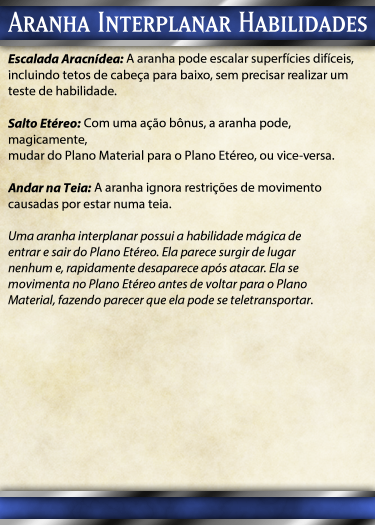 Aranha Interplanar Habilidades
Escalada Aracnídea: A aranha pode escalar superfícies difíceis,
incluindo tetos de cabeça para baixo, sem precisar realizar um
teste de habilidade.
Salto Etéreo: Com uma ação bônus, a aranha pode,
magicamente,
mudar do Plano Material para o Plano Etéreo, ou vice-versa.
Andar na Teia: A aranha ignora restrições de movimento
causadas por estar numa teia.
Uma aranha interplanar possui a habilidade mágica de
entrar e sair do Plano Etéreo. Ela parece surgir de lugar
nenhum e, rapidamente desaparece após atacar. Ela se
movimenta no Plano Etéreo antes de voltar para o Plano
Material, fazendo parecer que ela pode se teletransportar.